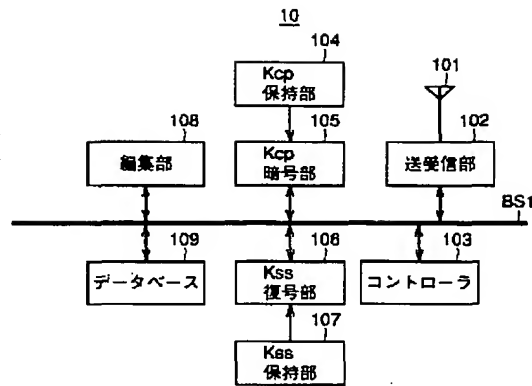 10
104
101
Kcp
保持部
108
105
102
編集部
Kcp
暗号部
送受信部
BS1
109
106
103
データベース
Kss
復号部
コントローラ
107
Kss
保持部